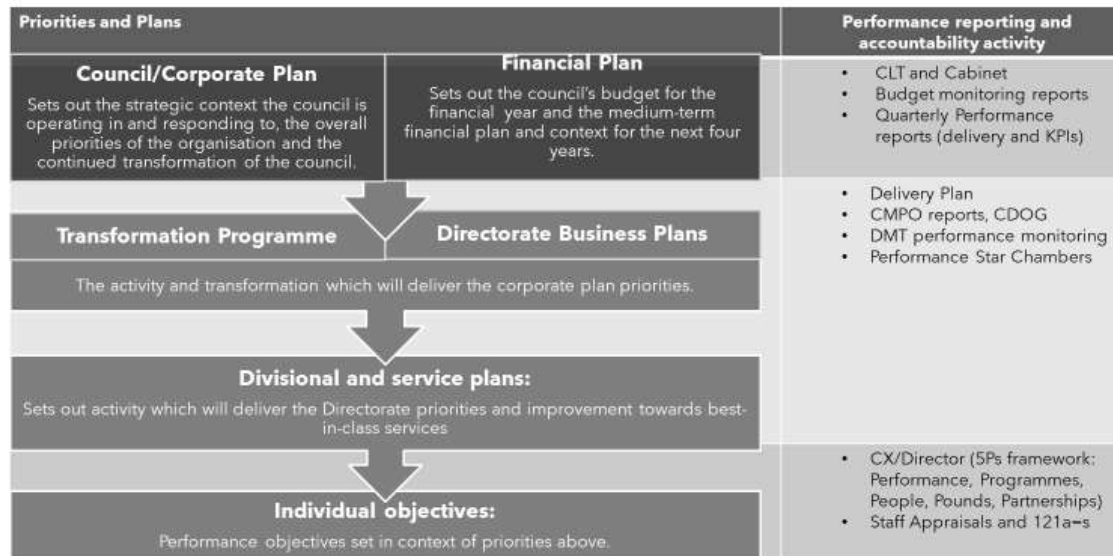 Priorities and Plans
Performance reporting and
accountability activity
Council/Corporate Plan
Sets out the strategic context the council is
operating in and responding to, the overall
priorities of the organisation and the
continued transformation of the council.
Financial Plan
Sets out the council's budget for the
financial year and the medium-term
financial plan and context for the next four
years.
• CLT and Cabinet
• Budget monitoring reports
• Quarterly Performance
reports (delivery and KPIs)
Transformation Programme
Directorate Business Plans
The activity and transformation which will deliver the corporate plan priorities.
• Delivery Plan
• CMPO reports, CDOG
• DMT performance monitoring
• Performance Star Chambers
Divisional and service plans:
Sets out activity which will deliver the Directorate priorities and improvement towards best-
in-class services
Individual objectives:
Performance objectives set in context of priorities above.
• CX/Director (5Ps framework:
Performance, Programmes,
People, Pounds, Partnerships)
• Staff Appraisals and 121a=s